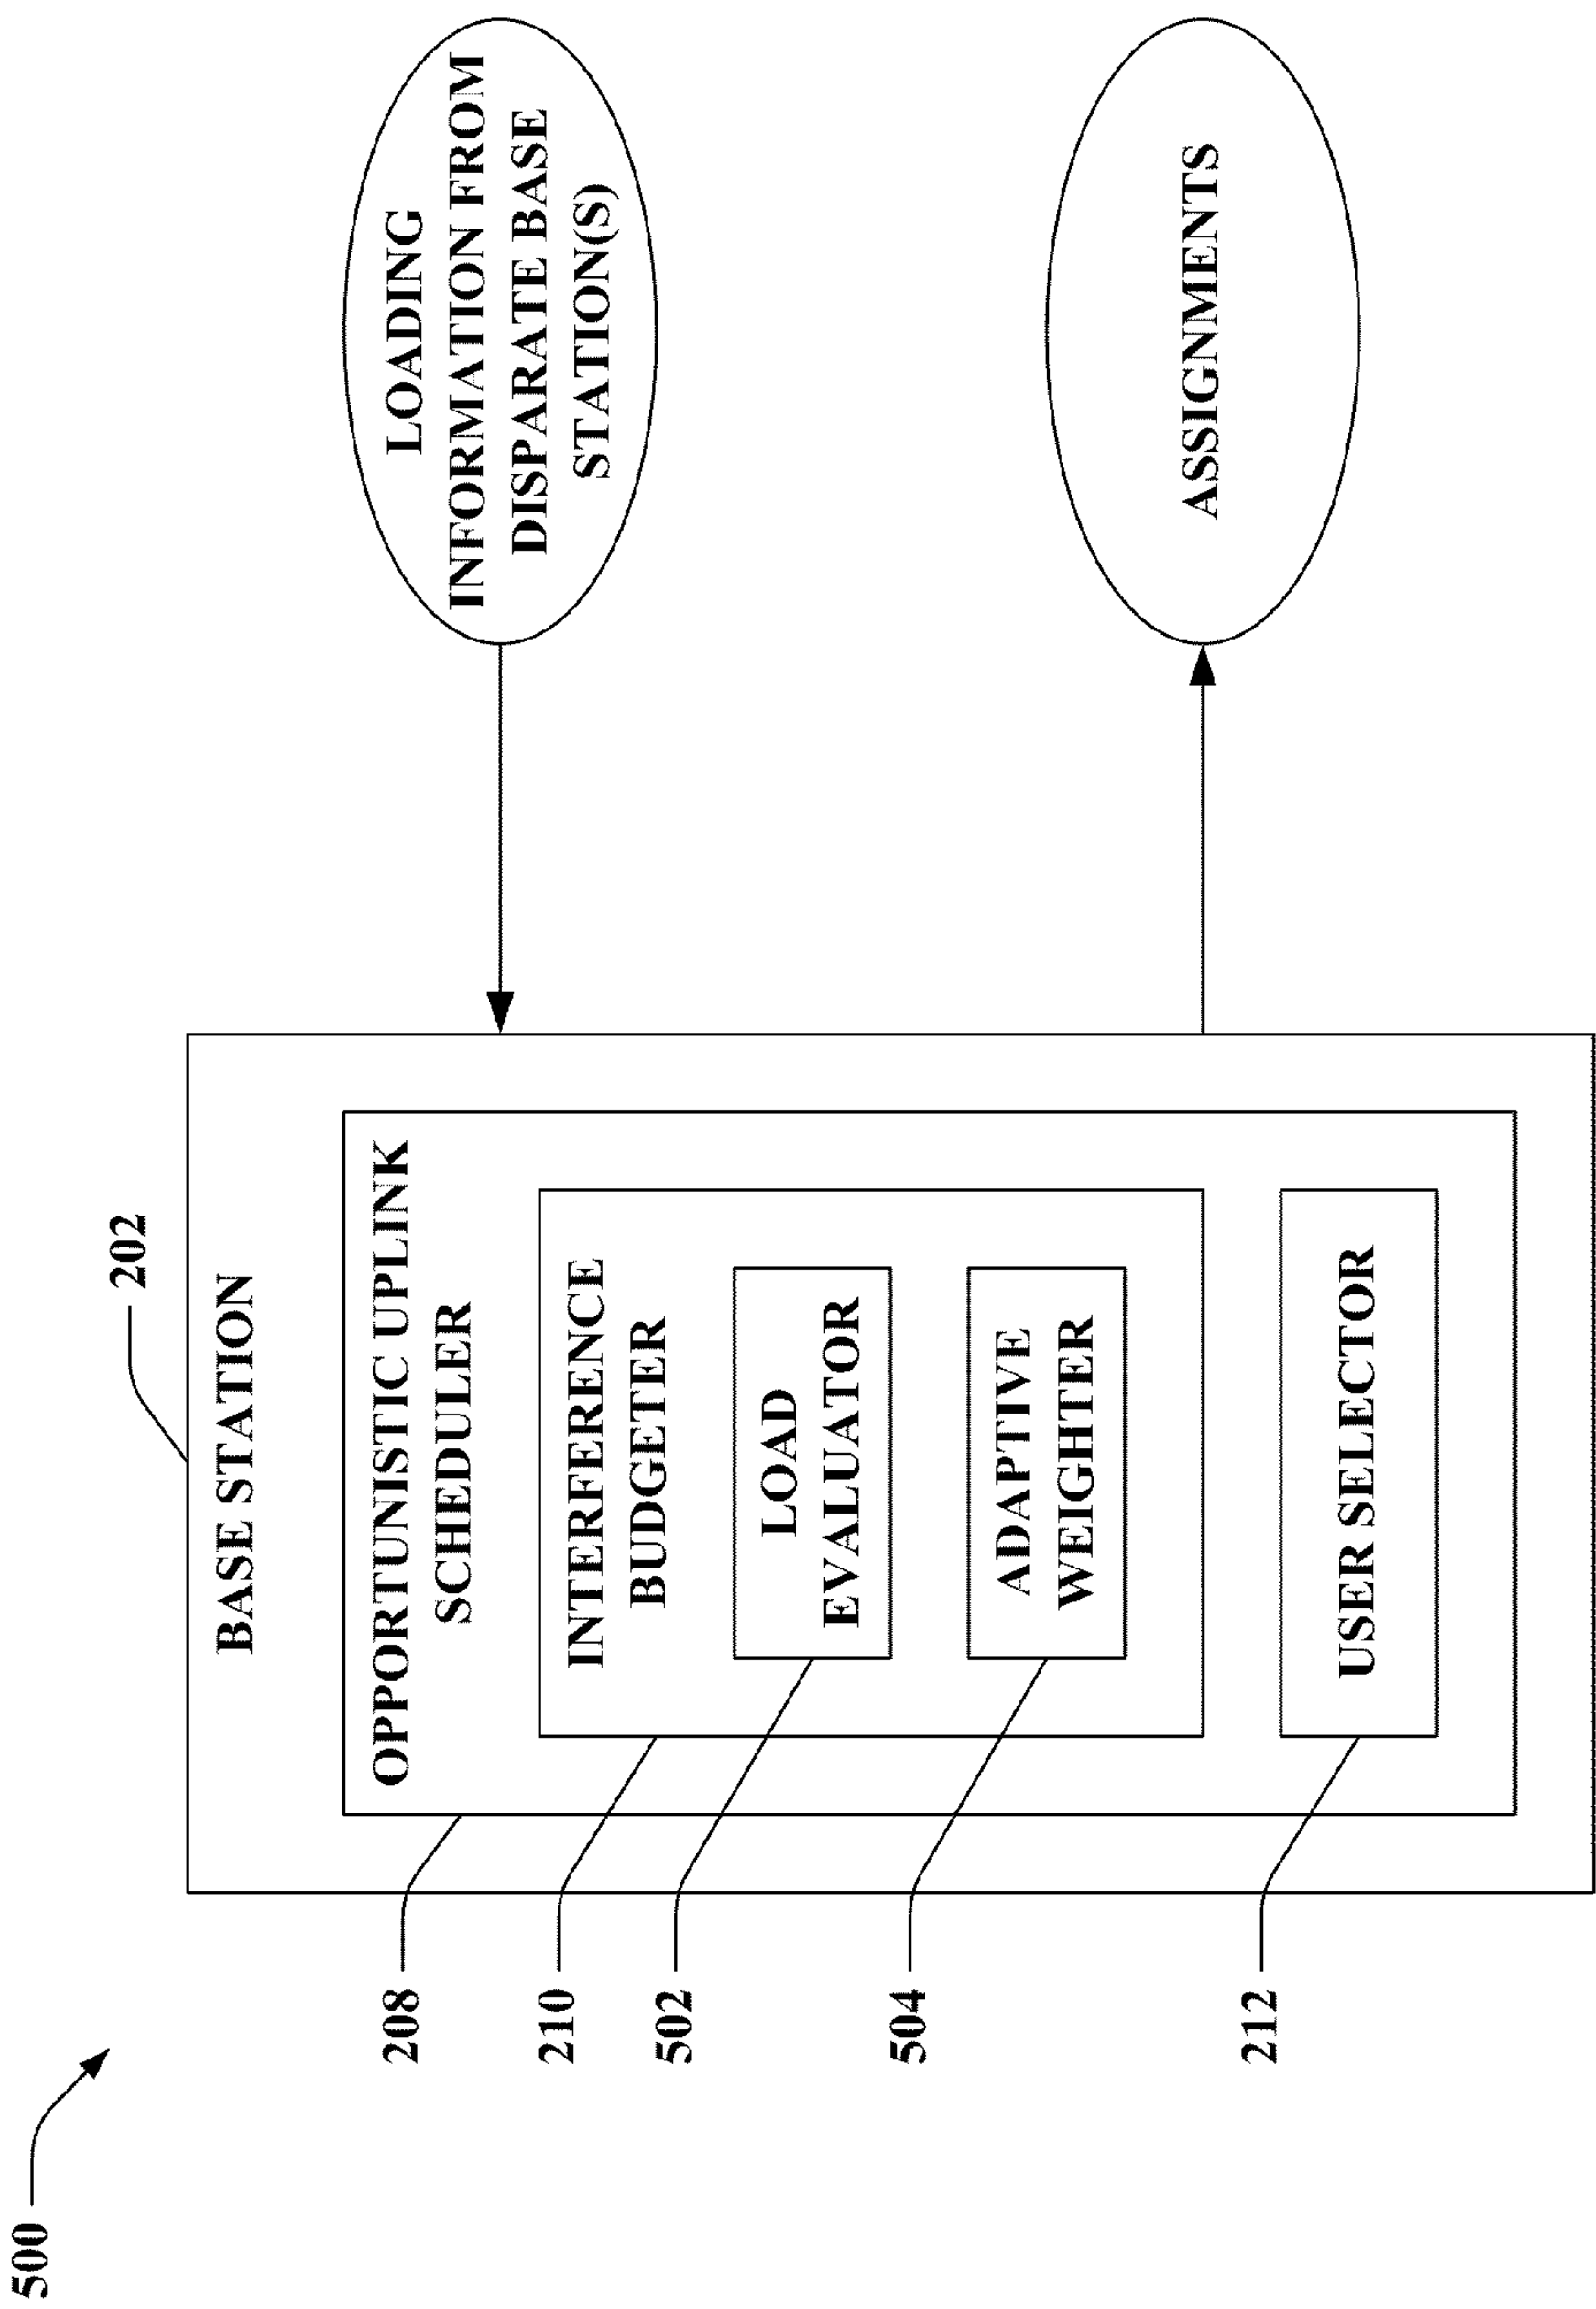 500
202
BASE STATION
208
OPPORTUNISTIC UPLINK
SCHEDULER
210
INTERFERENCE
BUDGETER
502
LOAD
EVALUATOR
504
ADAPTIVE
WEIGHTER
212
USER SELECTOR
LOADING
INFORMATION FROM
DISPARATE BASE
STATION(S)
ASSIGNMENTS